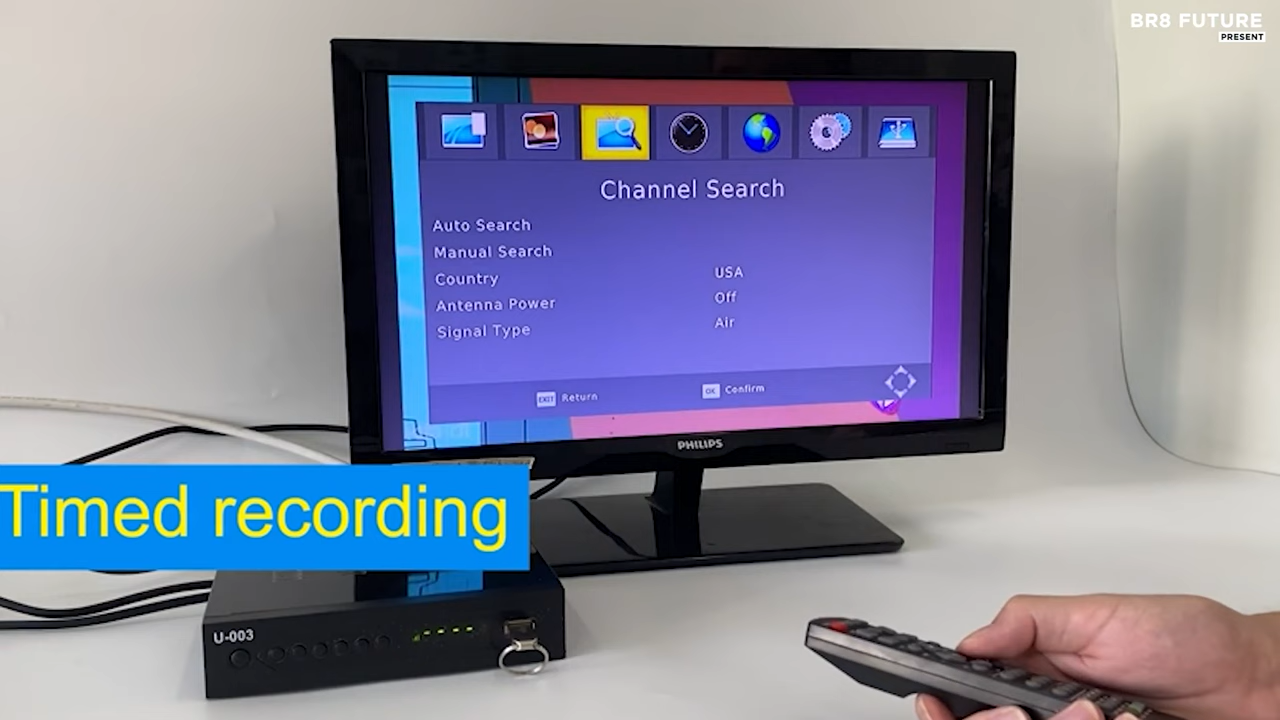 BR8 FUTURE
PRESENT
Channel Search
Auto Search
Manual Search
Country USA
Antenna Power Off
Signal Type Air
EXIT Return
OK Confirm
PHILIPS
Timed recording
U-003